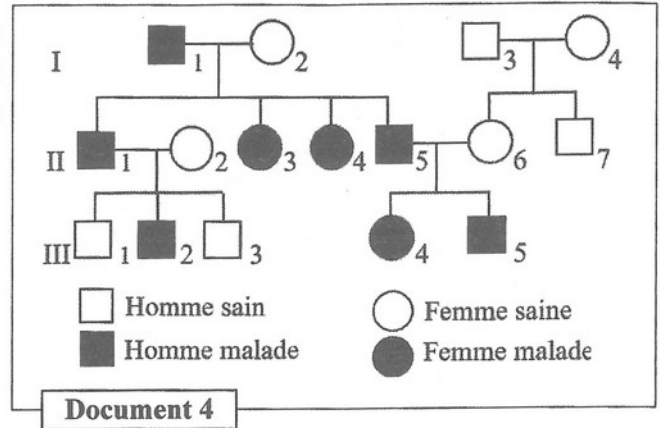 I 1 2 3 4
II 1 2 3 4 5 6 7
III 1 2 3 4 5
Homme sain Femme saine
Homme malade Femme malade
Document 4